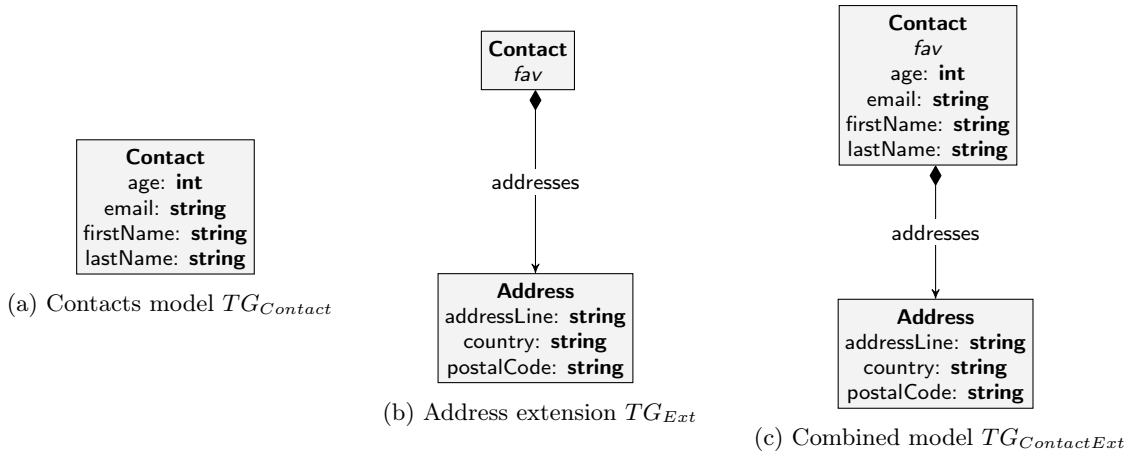 Contact
age: int
email: string
firstName: string
lastName: string
(a) Contacts model TG_Contact
Contact
fav
addresses
Address
addressLine: string
country: string
postalCode: string
(b) Address extension TG_Ext
Contact
fav
age: int
email: string
firstName: string
lastName: string
addresses
Address
addressLine: string
country: string
postalCode: string
(c) Combined model TG_ContactExt